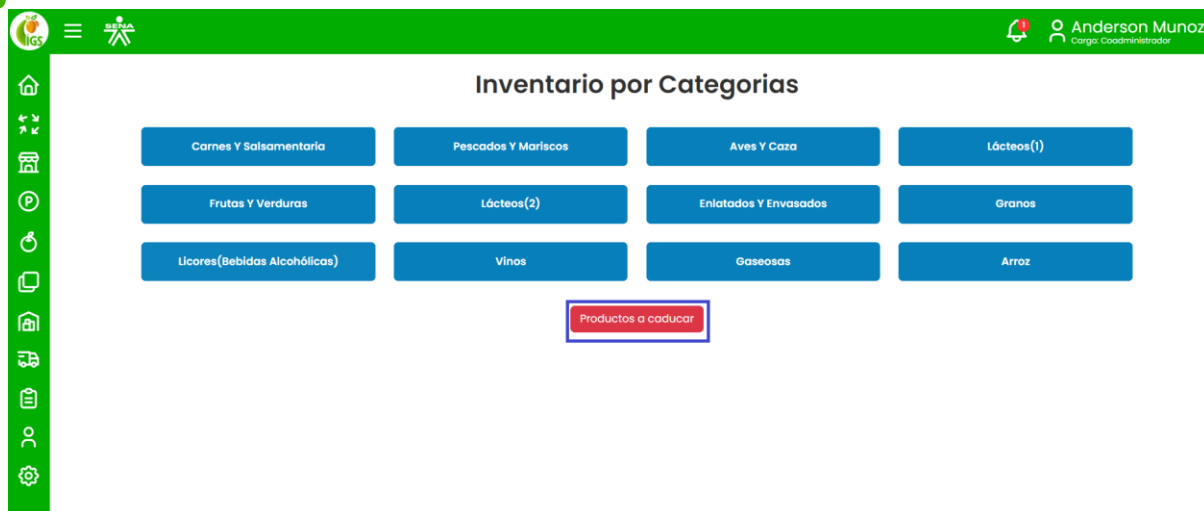 IGS
SENA
1
Anderson Munoz
Cargo: Coadministrador
Inventario por Categorias
Carnes Y Salsamentaria
Pescados Y Mariscos
Aves Y Caza
Lácteos(1)
Frutas Y Verduras
Lácteos(2)
Enlatados Y Envasados
Granos
Licores(Bebidas Alcohólicas)
Vinos
Gaseosas
Arroz
Productos a caducar
P